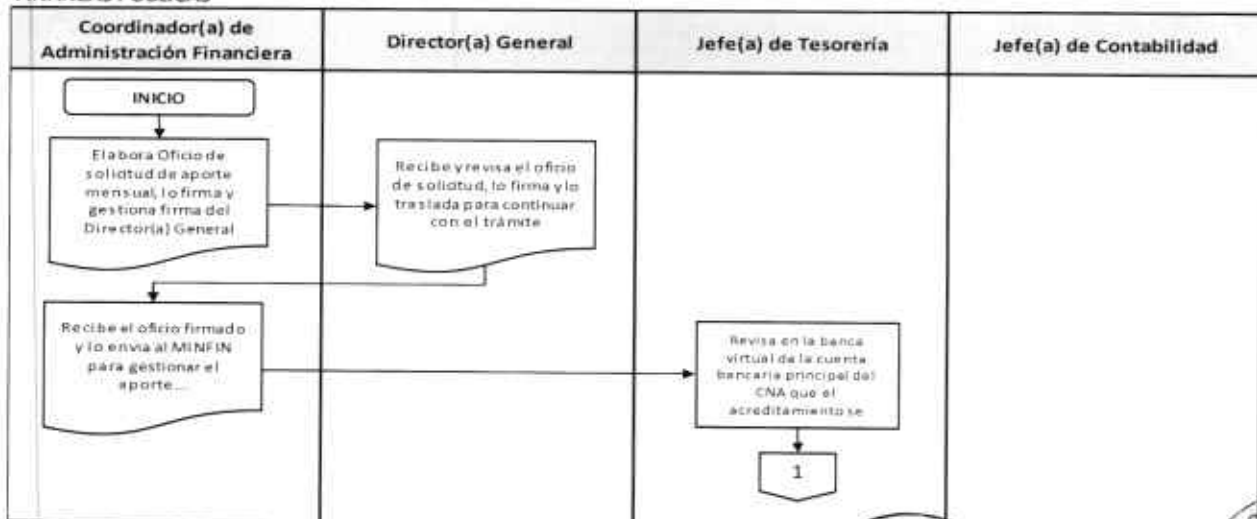 Coordinador(a) de
Administración Financiera
Director(a) General
Jefe(a) de Tesorería
Jefe(a) de Contabilidad
INICIO
Elabora Oficio de
solicitud de aporte
mensual, lo firma y
gestiona firma del
Director(a) General
Recibe y revisa el oficio
de solicitud, lo firma y lo
traslada para continuar
con el trámite
Recibe el oficio firmado
y lo envia al MINFIN
para gestionar el
aporte...
Revisa en la banca
virtual de la cuenta
bancaria principal del
CNA que el
acreditamiento se
1